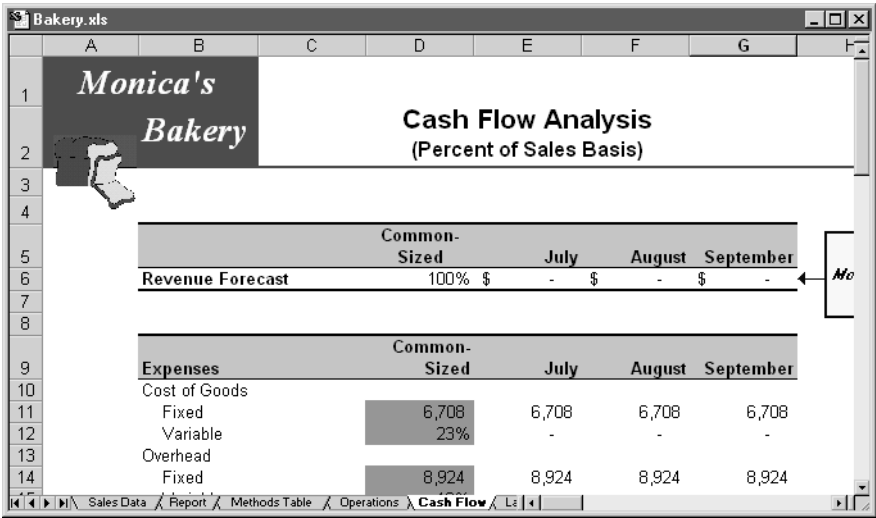 Bakery.xls
A B C D E F G
1 Monica's
Bakery
Cash Flow Analysis
2 (Percent of Sales Basis)
3
4
Common-
5 Sized July August September
6 Revenue Forecast 100% $ - $ - $ -
7
8
Common-
9 Expenses Sized July August September
10 Cost of Goods
11 Fixed 6,708 6,708 6,708 6,708
12 Variable 23% - - -
13 Overhead
14 Fixed 8,924 8,924 8,924 8,924
Sales Data Report Methods Table Operations Cash Flow